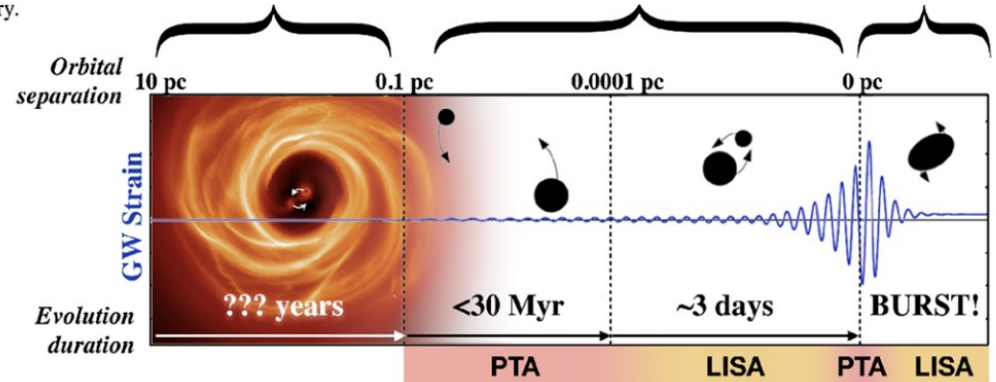 ry.
Orbital
separation
10 pc 0.1 pc 0.0001 pc 0 pc
GW Strain
??? years <30 Myr ~3 days BURST!
Evolution
duration
PTA LISA PTA LISA